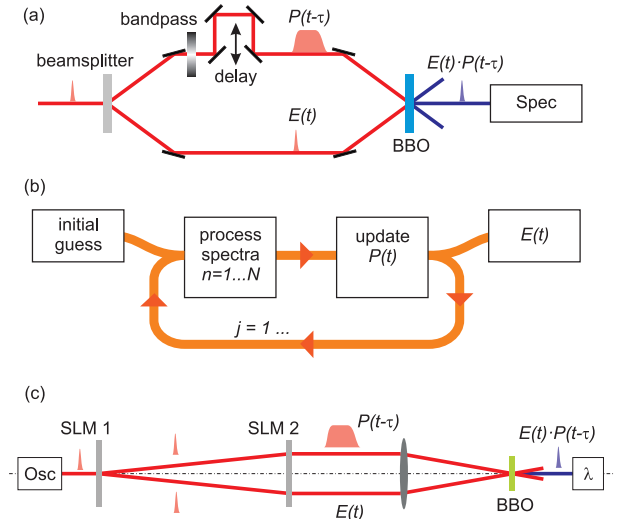 (a)
bandpass
P(t-τ)
beamsplitter
delay
E(t)·P(t-τ)
E(t)
Spec
BBO
(b)
initial
guess
process
spectra
n=1...N
update
P(t)
E(t)
j = 1 ...
(c)
SLM 1
SLM 2
P(t-τ)
E(t)·P(t-τ)
Osc
λ
E(t)
BBO